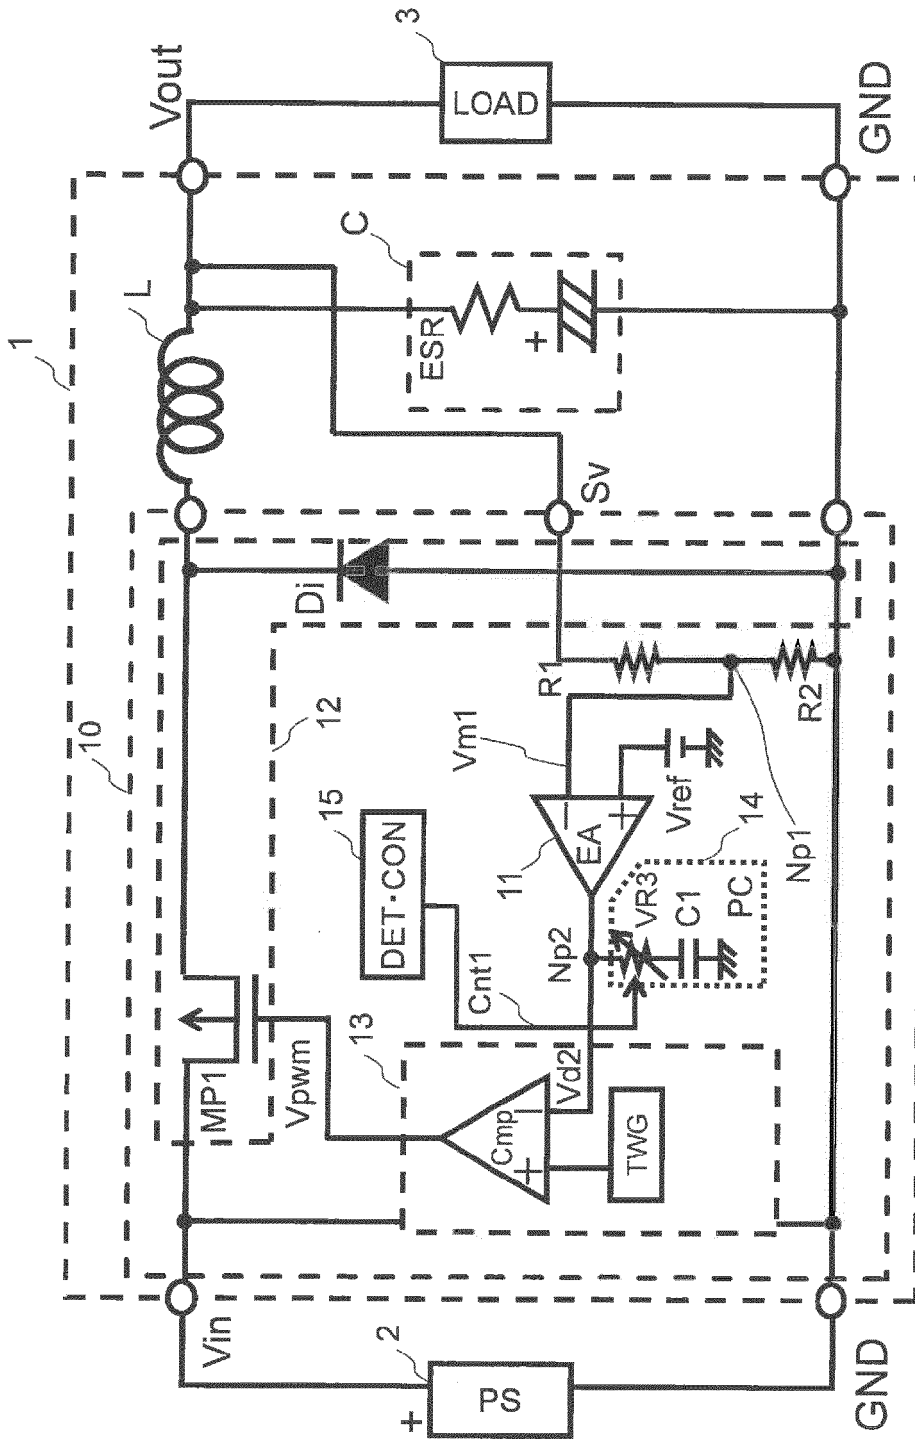 1
10
L
Vout
3
LOAD
GND
C
ESR
+
Sv
Di
12
MP1
Vpwm
15
DET·CON
Cnt1
13
Vm1
R1
R2
11
EA
−
+
Vref
14
Np1
Np2
VR3
C1
PC
Vd2
Cmp
−
+
TWG
Vin
2
+
PS
GND